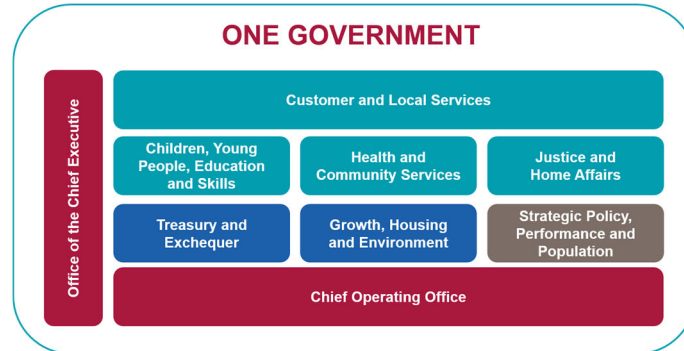 ONE GOVERNMENT
Office of the Chief Executive
Customer and Local Services
Children, Young
People, Education
and Skills
Health and
Community Services
Justice and
Home Affairs
Treasury and
Exchequer
Growth, Housing
and Environment
Strategic Policy,
Performance and
Population
Chief Operating Office